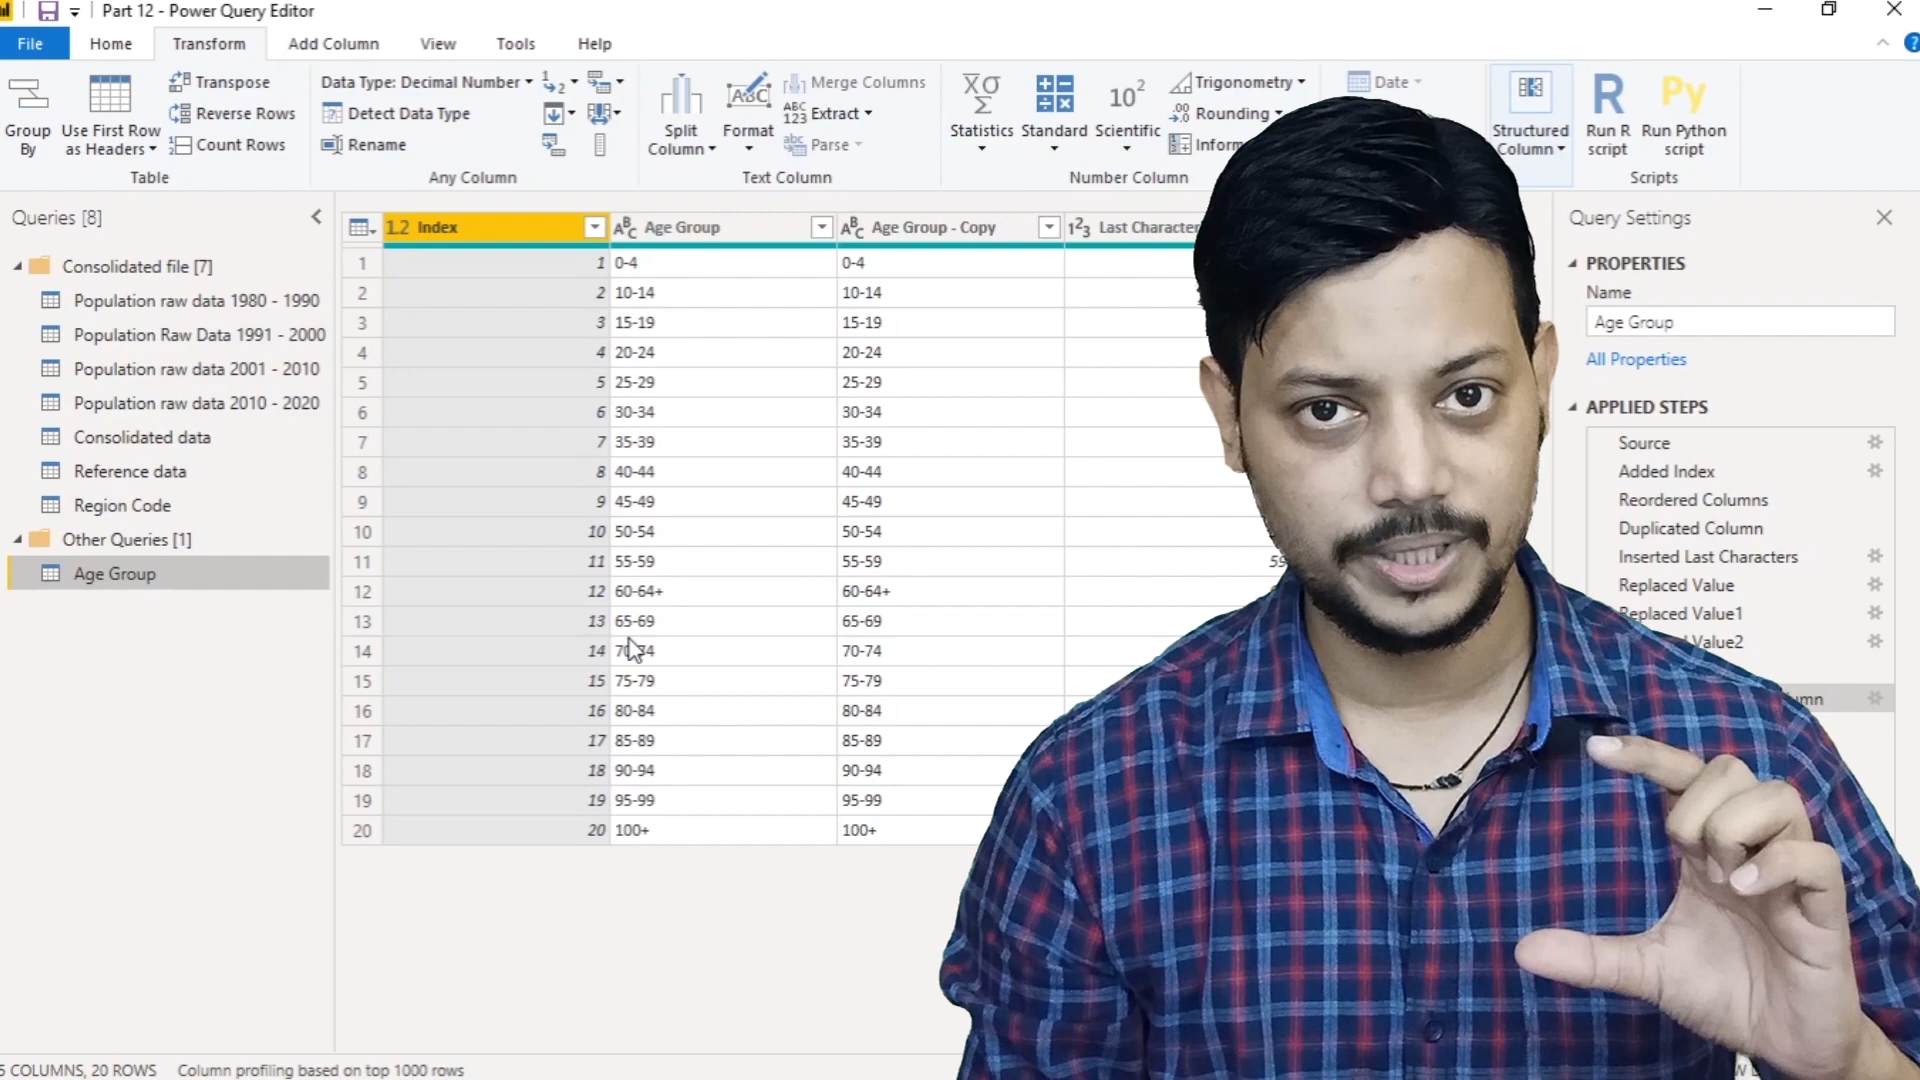 Part 12 - Power Query Editor
File Home Transform Add Column View Tools Help
Group By
Use First Row as Headers
Transpose
Reverse Rows
Count Rows
Table
Data Type: Decimal Number
Detect Data Type
Rename
Any Column
Split Column
Format
Merge Columns
Extract
Parse
Text Column
Statistics
Standard
Scientific
Trigonometry
Rounding
Number Column
Date
Structured Column
Run R script
Run Python script
Scripts
Queries [8]
Consolidated file [7]
Population raw data 1980 - 1990
Population Raw Data 1991 - 2000
Population raw data 2001 - 2010
Population raw data 2010 - 2020
Consolidated data
Reference data
Region Code
Other Queries [1]
Age Group
1.2 Index ABC Age Group ABC Age Group - Copy 123 Last Character
1 1 0-4 0-4
2 2 10-14 10-14
3 3 15-19 15-19
4 4 20-24 20-24
5 5 25-29 25-29
6 6 30-34 30-34
7 7 35-39 35-39
8 8 40-44 40-44
9 9 45-49 45-49
10 10 50-54 50-54
11 11 55-59 55-59 59
12 12 60-64+ 60-64+
13 13 65-69 65-69
14 14 70-74 70-74
15 15 75-79 75-79
16 16 80-84 80-84
17 17 85-89 85-89
18 18 90-94 90-94
19 19 95-99 95-99
20 20 100+ 100+
Query Settings
PROPERTIES
Name
Age Group
All Properties
APPLIED STEPS
Source
Added Index
Reordered Columns
Duplicated Column
Inserted Last Characters
Replaced Value
Replaced Value1
Value2
5 COLUMNS, 20 ROWS Column profiling based on top 1000 rows